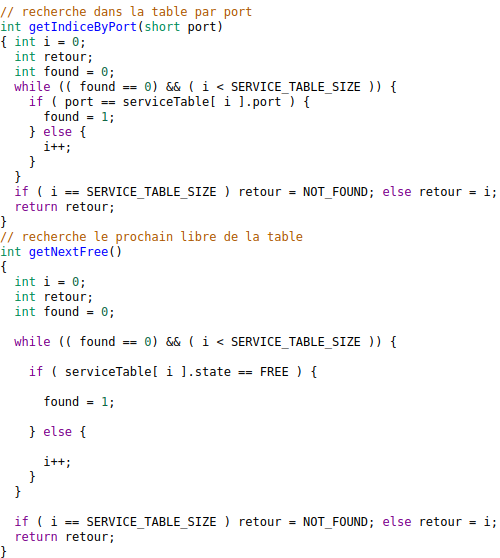 // recherche dans la table par port
int getIndiceByPort(short port)
{ int i = 0;
  int retour;
  int found = 0;
  while (( found == 0) && ( i < SERVICE_TABLE_SIZE )) {
    if ( port == serviceTable[ i ].port ) {
      found = 1;
    } else {
      i++;
    }
  }
  if ( i == SERVICE_TABLE_SIZE ) retour = NOT_FOUND; else retour = i;
  return retour;
}
// recherche le prochain libre de la table
int getNextFree()
{
  int i = 0;
  int retour;
  int found = 0;

  while (( found == 0) && ( i < SERVICE_TABLE_SIZE )) {

    if ( serviceTable[ i ].state == FREE ) {

      found = 1;

    } else {

      i++;
    }
  }

  if ( i == SERVICE_TABLE_SIZE ) retour = NOT_FOUND; else retour = i;
  return retour;
}